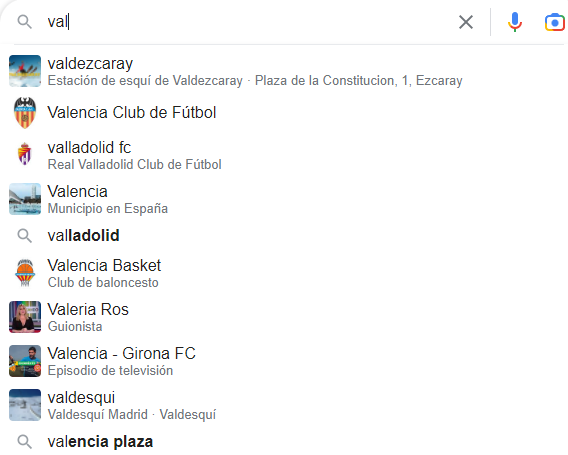 val
valdezcaray
Estación de esquí de Valdezcaray · Plaza de la Constitucion, 1, Ezcaray
Valencia Club de Fútbol
valladolid fc
Real Valladolid Club de Fútbol
Valencia
Municipio en España
valladolid
Valencia Basket
Club de baloncesto
Valeria Ros
Guionista
Valencia - Girona FC
Episodio de televisión
valdesqui
Valdesquí Madrid · Valdesquí
valencia plaza